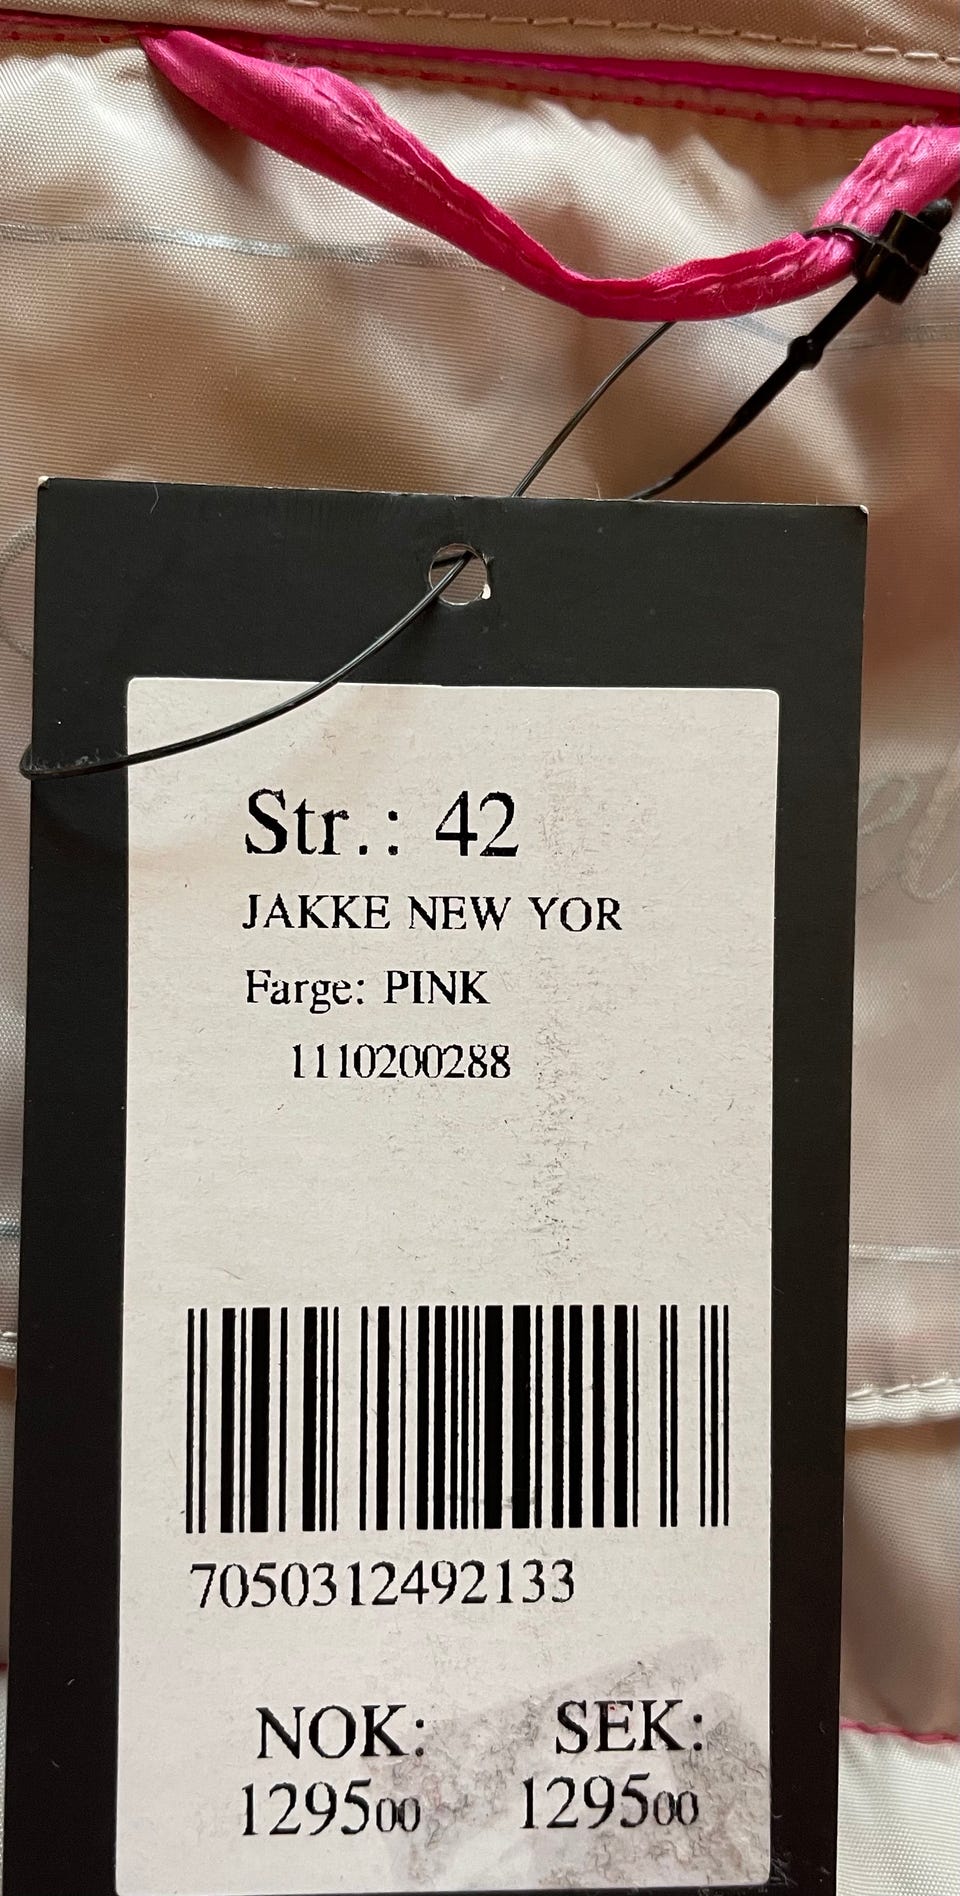 Str.: 42
JAKKE NEW YOR
Farge: PINK
1110200288
7050312492133
NOK: SEK:
129500 129500